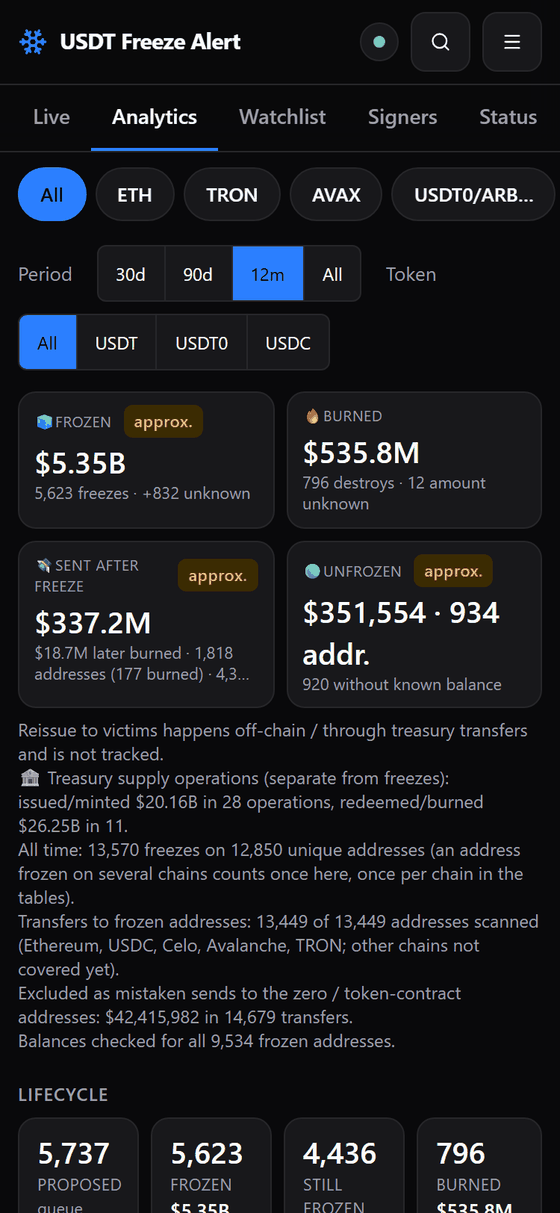 USDT Freeze Alert
Live Analytics Watchlist Signers Status
All ETH TRON AVAX USDT0/ARB...
Period 30d 90d 12m All Token
All USDT USDT0 USDC
FROZEN approx.
$5.35B
5,623 freezes · +832 unknown
BURNED
$535.8M
796 destroys · 12 amount
unknown
SENT AFTER
FREEZE approx.
$337.2M
$18.7M later burned · 1,818
addresses (177 burned) · 4,3...
UNFROZEN approx.
$351,554 · 934
addr.
920 without known balance
Reissue to victims happens off-chain / through treasury transfers
and is not tracked.
Treasury supply operations (separate from freezes):
issued/minted $20.16B in 28 operations, redeemed/burned
$26.25B in 11.
All time: 13,570 freezes on 12,850 unique addresses (an address
frozen on several chains counts once here, once per chain in the
tables).
Transfers to frozen addresses: 13,449 of 13,449 addresses scanned
(Ethereum, USDC, Celo, Avalanche, TRON; other chains not
covered yet).
Excluded as mistaken sends to the zero / token-contract
addresses: $42,415,982 in 14,679 transfers.
Balances checked for all 9,534 frozen addresses.
LIFECYCLE
5,737
PROPOSED
queue
5,623
FROZEN
$5.35B
4,436
STILL
FROZEN
796
BURNED
$535.8M